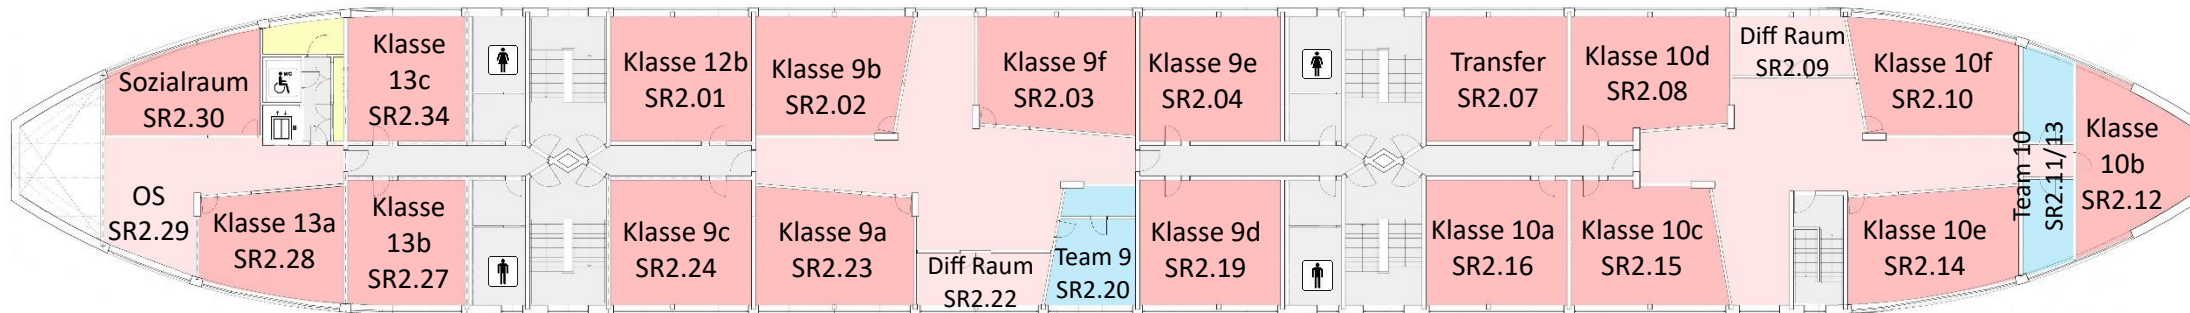 Sozialraum
SR2.30
WC
Klasse
13c
SR2.34
Klasse 12b
SR2.01
Klasse 9b
SR2.02
Klasse 9f
SR2.03
Klasse 9e
SR2.04
Transfer
SR2.07
Klasse 10d
SR2.08
Diff Raum
SR2.09
Klasse 10f
SR2.10
Team 10
SR2.11/13
Klasse
10b
SR2.12
OS
SR2.29
Klasse 13a
SR2.28
Klasse
13b
SR2.27
Klasse 9c
SR2.24
Klasse 9a
SR2.23
Diff Raum
SR2.22
Team 9
SR2.20
Klasse 9d
SR2.19
Klasse 10a
SR2.16
Klasse 10c
SR2.15
Klasse 10e
SR2.14